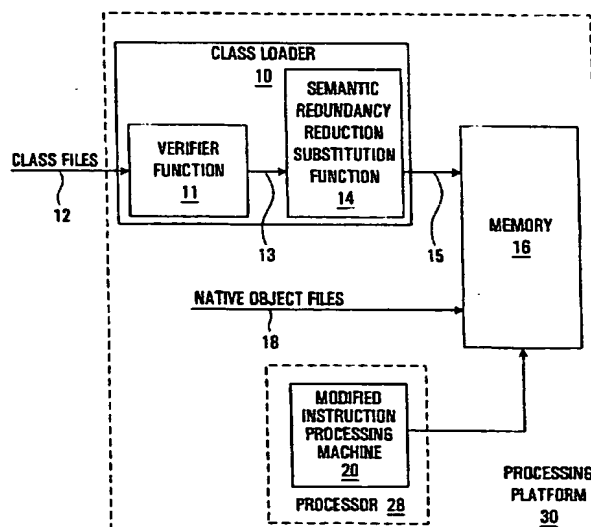 CLASS LOADER
10
SEMANTIC
REDUNDANCY
REDUCTION
SUBSTITUTION
FUNCTION
14
VERIFIER
FUNCTION
11
CLASS FILES
12
13
15
MEMORY
16
NATIVE OBJECT FILES
18
MODIFIED
INSTRUCTION
PROCESSING
MACHINE
20
PROCESSOR 28
PROCESSING
PLATFORM
30